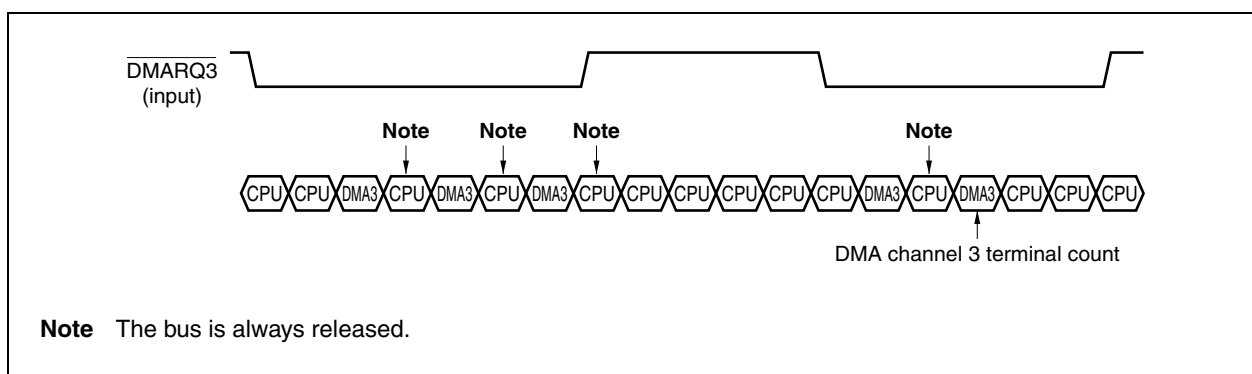 DMARQ3
(input)
Note Note Note Note
CPU CPU DMA3 CPU DMA3 CPU DMA3 CPU CPU CPU CPU CPU CPU DMA3 CPU DMA3 CPU CPU CPU
DMA channel 3 terminal count
Note The bus is always released.